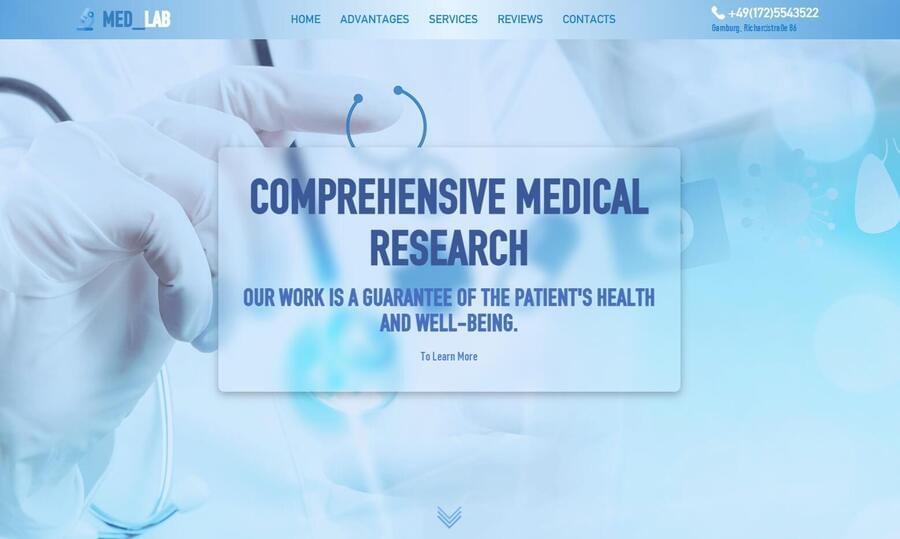 MED_LAB
HOME ADVANTAGES SERVICES REVIEWS CONTACTS
+49(172)5543522
Gamburg, Richardstraße 86
COMPREHENSIVE MEDICAL
RESEARCH
OUR WORK IS A GUARANTEE OF THE PATIENT'S HEALTH
AND WELL-BEING.
To Learn More